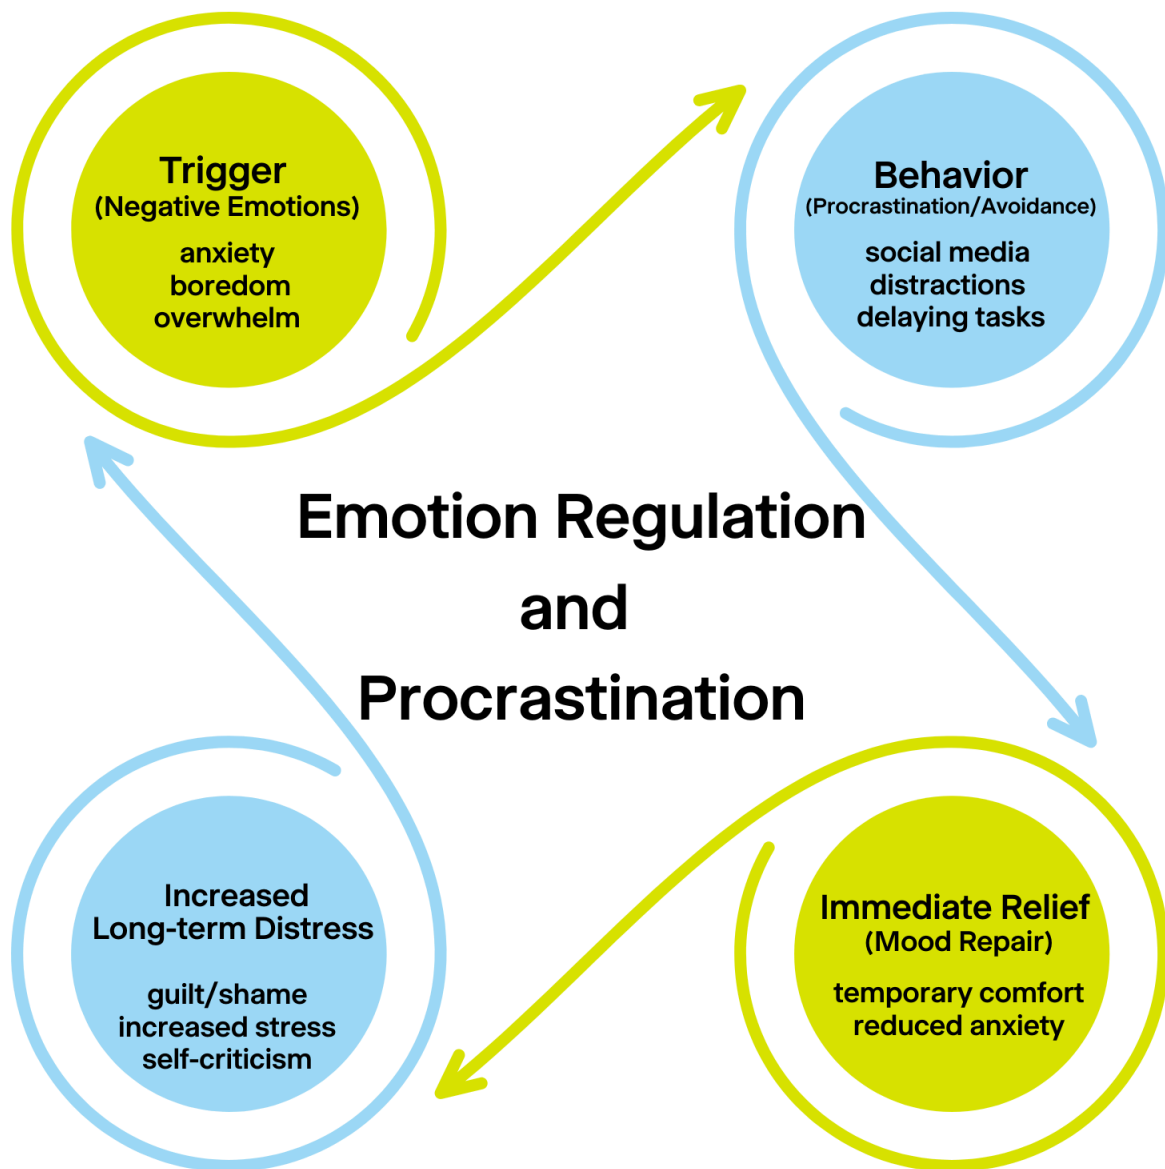 Trigger
(Negative Emotions)
anxiety
boredom
overwhelm
Behavior
(Procrastination/Avoidance)
social media
distractions
delaying tasks
Emotion Regulation
and
Procrastination
Increased
Long-term Distress
guilt/shame
increased stress
self-criticism
Immediate Relief
(Mood Repair)
temporary comfort
reduced anxiety